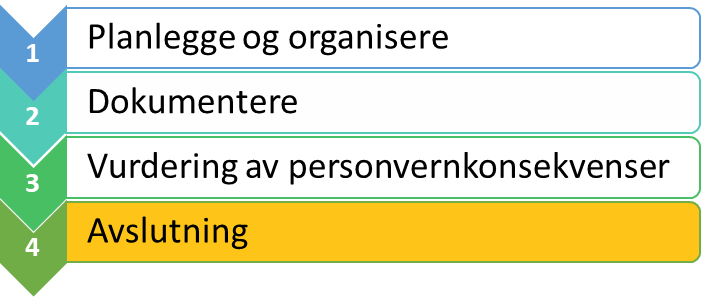 1 Planlegge og organisere
2 Dokumentere
3 Vurdering av personvernkonsekvenser
4 Avslutning